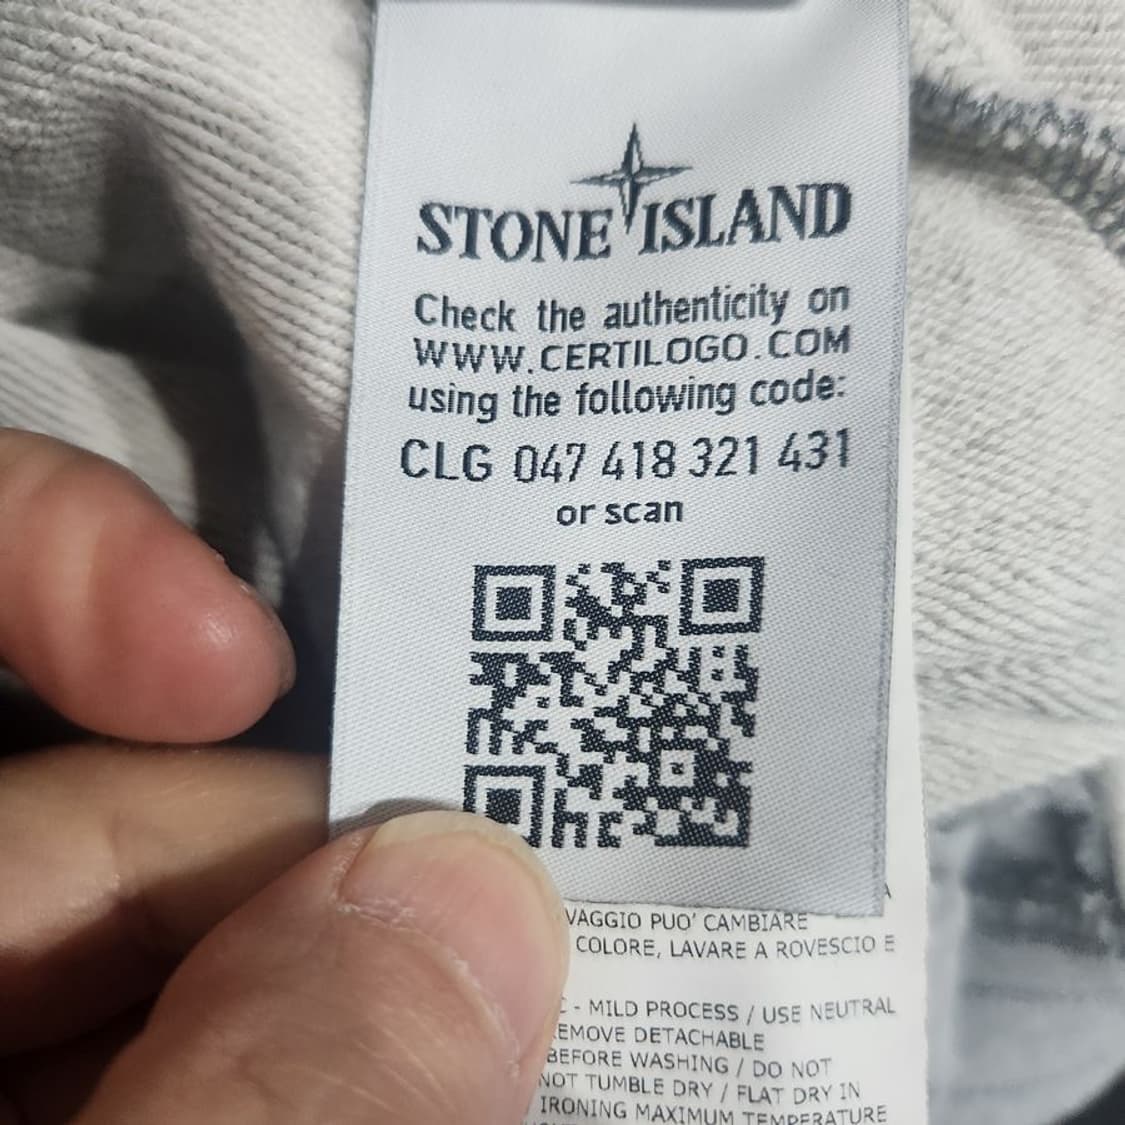 STONE ISLAND
Check the authenticity on
WWW.CERTILOGO.COM
using the following code:
CLG 047 418 321 431
or scan
VAGGIO PUO' CAMBIARE
COLORE, LAVARE A ROVESCIO E
- MILD PROCESS / USE NEUTRAL
EMOVE DETACHABLE
BEFORE WASHING / DO NOT
NOT TUMBLE DRY / FLAT DRY IN
IRONING MAXIMUM TEMPERATURE